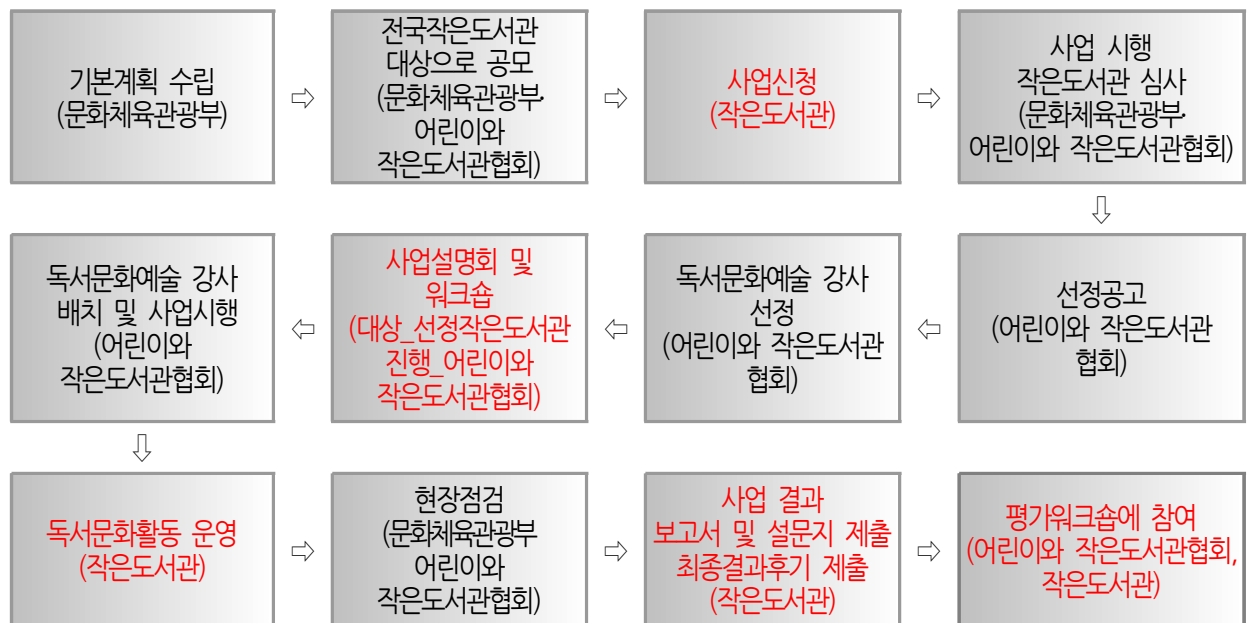 기본계획 수립
(문화체육관광부)
전국작은도서관
대상으로 공모
(문화체육관광부·
어린이와
작은도서관협회)
사업신청
(작은도서관)
사업 시행
작은도서관 심사
(문화체육관광부·
어린이와 작은도서관협회)
선정공고
(어린이와 작은도서관
협회)
독서문화예술 강사
선정
(어린이와 작은도서관
협회)
사업설명회 및
워크숍
(대상_선정작은도서관
진행_어린이와
작은도서관협회)
독서문화예술 강사
배치 및 사업시행
(어린이와
작은도서관협회)
독서문화활동 운영
(작은도서관)
현장점검
(문화체육관광부
어린이와
작은도서관협회)
사업 결과
보고서 및 설문지 제출
최종결과후기 제출
(작은도서관)
평가워크숍에 참여
(어린이와 작은도서관협회,
작은도서관)